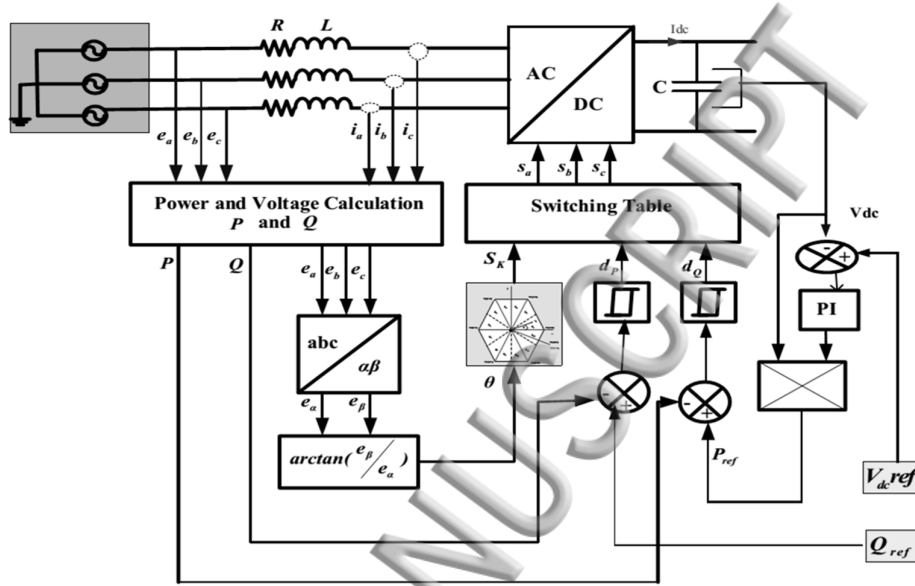 R L
Idc
AC
DC
C
e_a e_b e_c
i_a i_b i_c
s_a s_b s_c
Power and Voltage Calculation
P and Q
Switching Table
Vdc
P Q
e_a e_b e_c
S_K
d_P
d_Q
- +
PI
abc
αβ
θ
- +
- +
e_α e_β
P_ref
arctan(e_β/e_α)
V_dc ref
Q_ref
NUSCRIPT